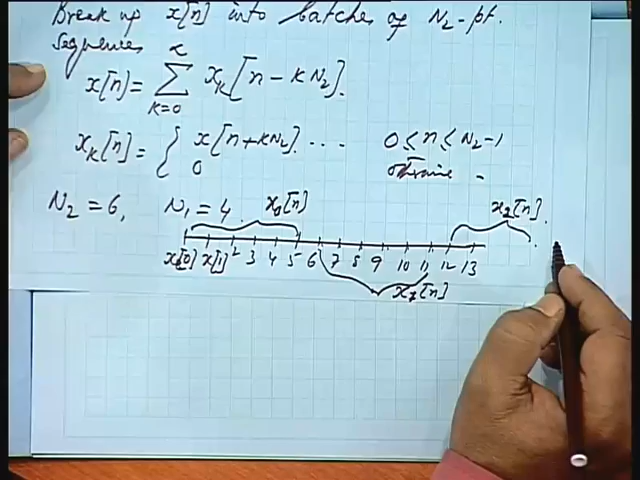 Break up x[n] into batches of N₂-pt.
Sequences
x[n] = ∑_{k=0}^{∝} x_k[n - kN₂].
x_k[n] = { x[n+kN₂]. ... 0 ≤ n ≤ N₂-1
0 otherwise -
N₂ = 6, N₁ = 4. x₀[n] x₂[n].
x[0] x[1] 2 3 4 5 6 7 8 9 10 11 12 13
x₁[n]